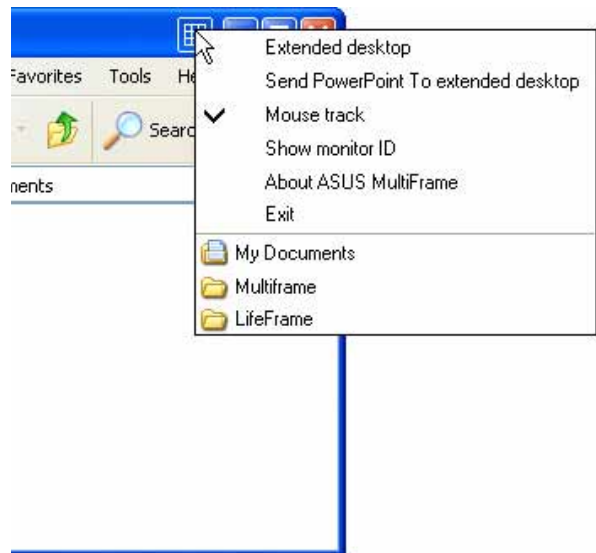 Extended desktop
Favorites Tools
Send PowerPoint To extended desktop
Mouse track
Show monitor ID
About ASUS MultiFrame
Exit
My Documents
Multiframe
LifeFrame